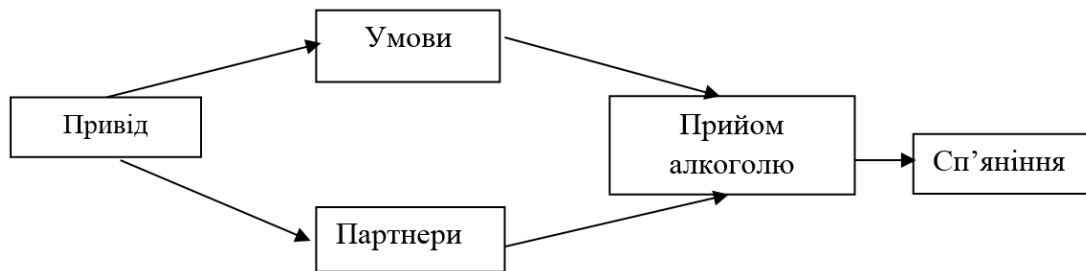 Умови
Привід
Прийом
алкоголю
Сп’яніння
Партнери